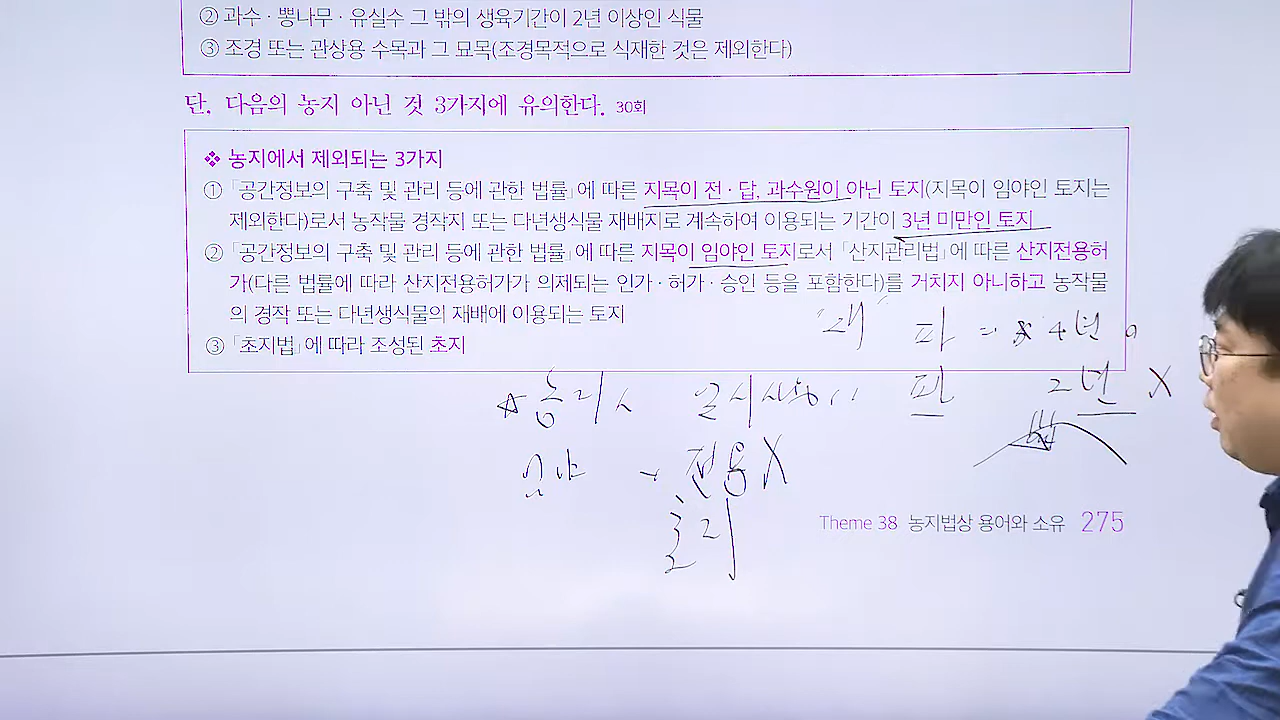 ② 과수·뽕나무·유실수 그 밖의 생육기간이 2년 이상인 식물
③ 조경 또는 관상용 수목과 그 묘목(조경목적으로 식재한 것은 제외한다)
단, 다음의 농지 아닌 것 3가지에 유의한다. 30회
❖ 농지에서 제외되는 3가지
① 「공간정보의 구축 및 관리 등에 관한 법률」에 따른 지목이 전·답, 과수원이 아닌 토지(지목이 임야인 토지는
제외한다)로서 농작물 경작지 또는 다년생식물 재배지로 계속하여 이용되는 기간이 3년 미만인 토지
② 「공간정보의 구축 및 관리 등에 관한 법률」에 따른 지목이 임야인 토지로서 「산지관리법」에 따른 산지전용허
가(다른 법률에 따라 산지전용허가가 의제되는 인가·허가·승인 등을 포함한다)를 거치지 아니하고 농작물
의 경작 또는 다년생식물의 재배에 이용되는 토지
③ 「초지법」에 따라 조성된 초지
"대" 파 4년 o
2년 X
임야 → 전용X
초지
Theme 38 농지법상 용어와 소유 275